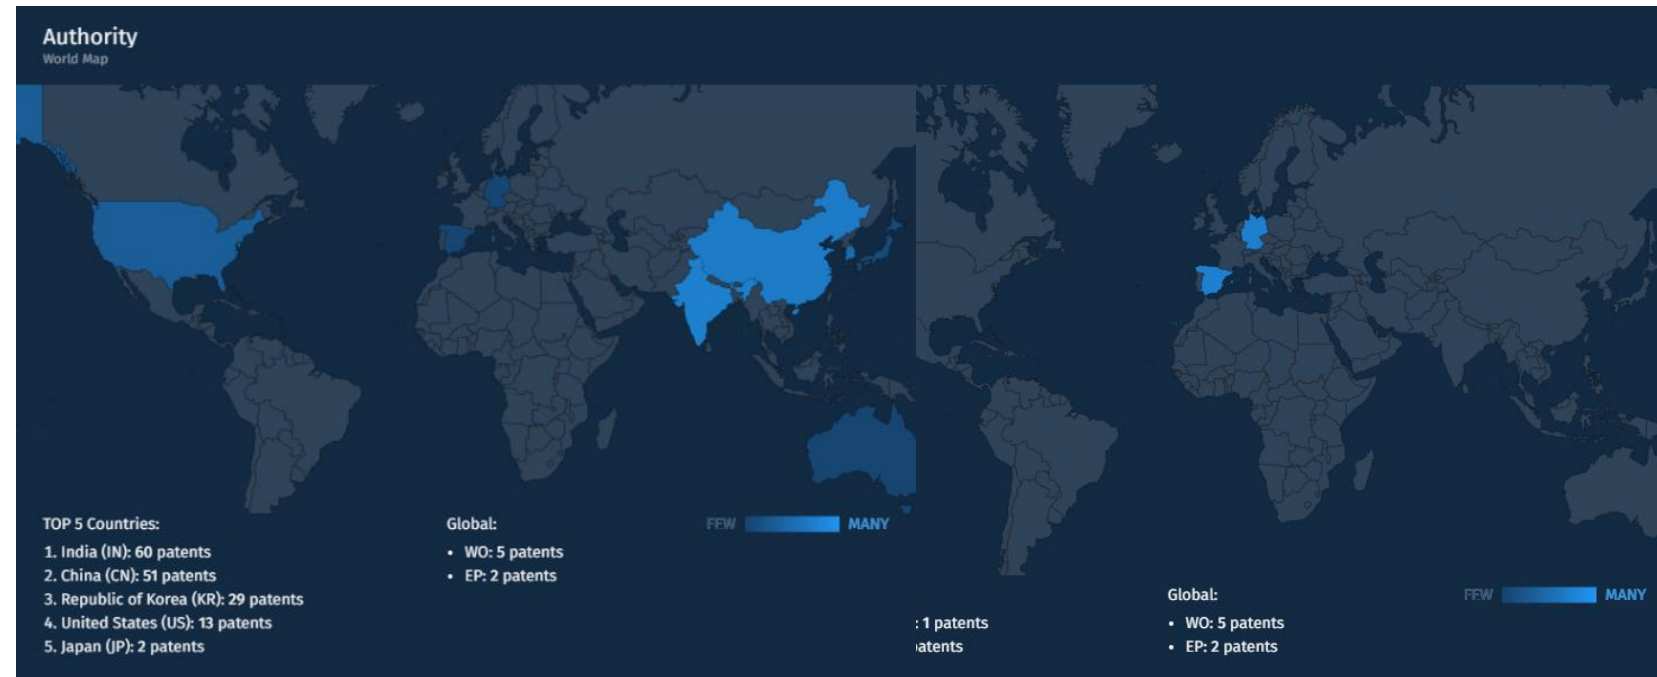 Authority
World Map
TOP 5 Countries:
1. India (IN): 60 patents
2. China (CN): 51 patents
3. Republic of Korea (KR): 29 patents
4. United States (US): 13 patents
5. Japan (JP): 2 patents
Global:
• WO: 5 patents
• EP: 2 patents
FEW MANY
: 1 patents
atents
Global:
• WO: 5 patents
• EP: 2 patents
FEW MANY